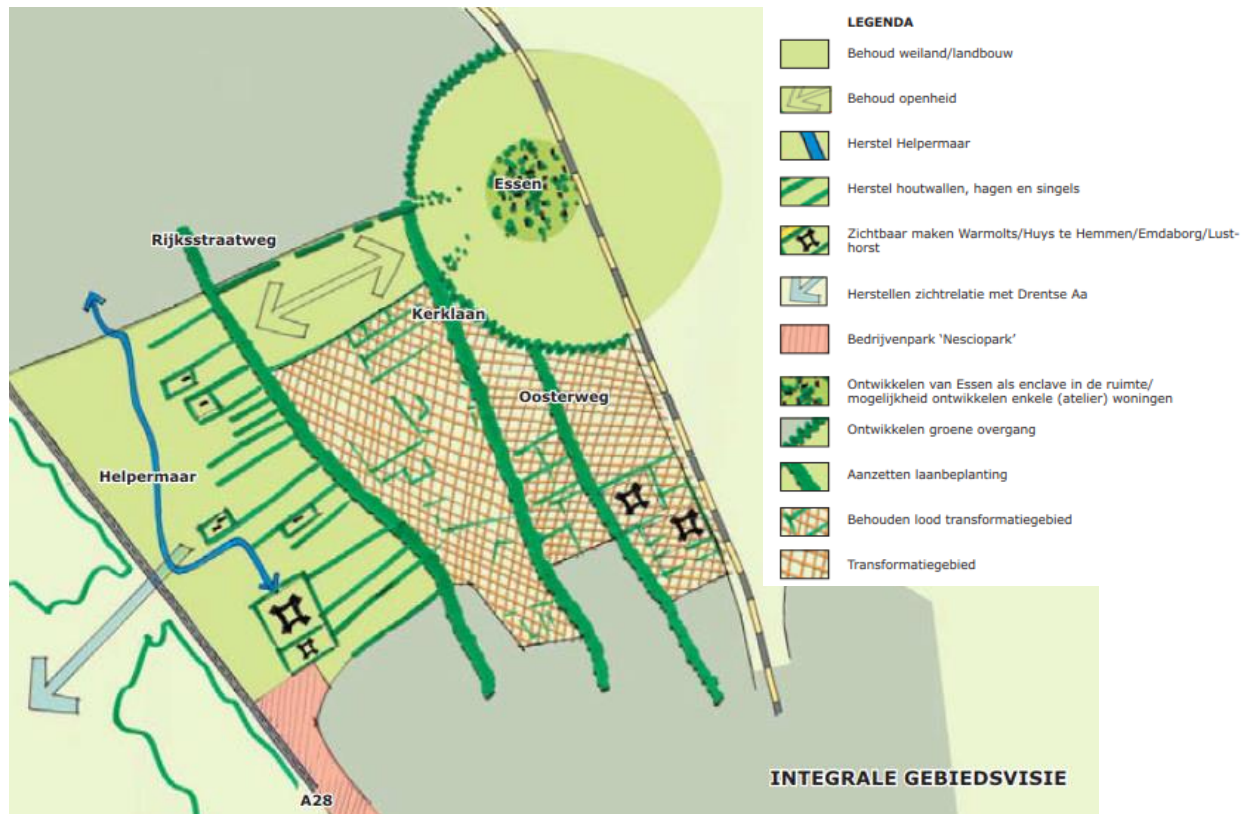 LEGENDA
Behoud weiland/landbouw
Behoud openheid
Herstel Helpermaar
Herstel houtwallen, hagen en singels
Zichtbaar maken Warmolts/Huys te Hemmen/Emdaborg/Lust-
horst
Herstellen zichtrelatie met Drentse Aa
Bedrijvenpark ‘Nesciopark’
Ontwikkelen van Essen als enclave in de ruimte/
mogelijkheid ontwikkelen enkele (atelier) woningen
Ontwikkelen groene overgang
Aanzetten laanbeplanting
Behouden lood transformatiegebied
Transformatiegebied
Essen
Rijksstraatweg
Kerklaan
Oosterweg
Helpermaar
A28
INTEGRALE GEBIEDSVISIE